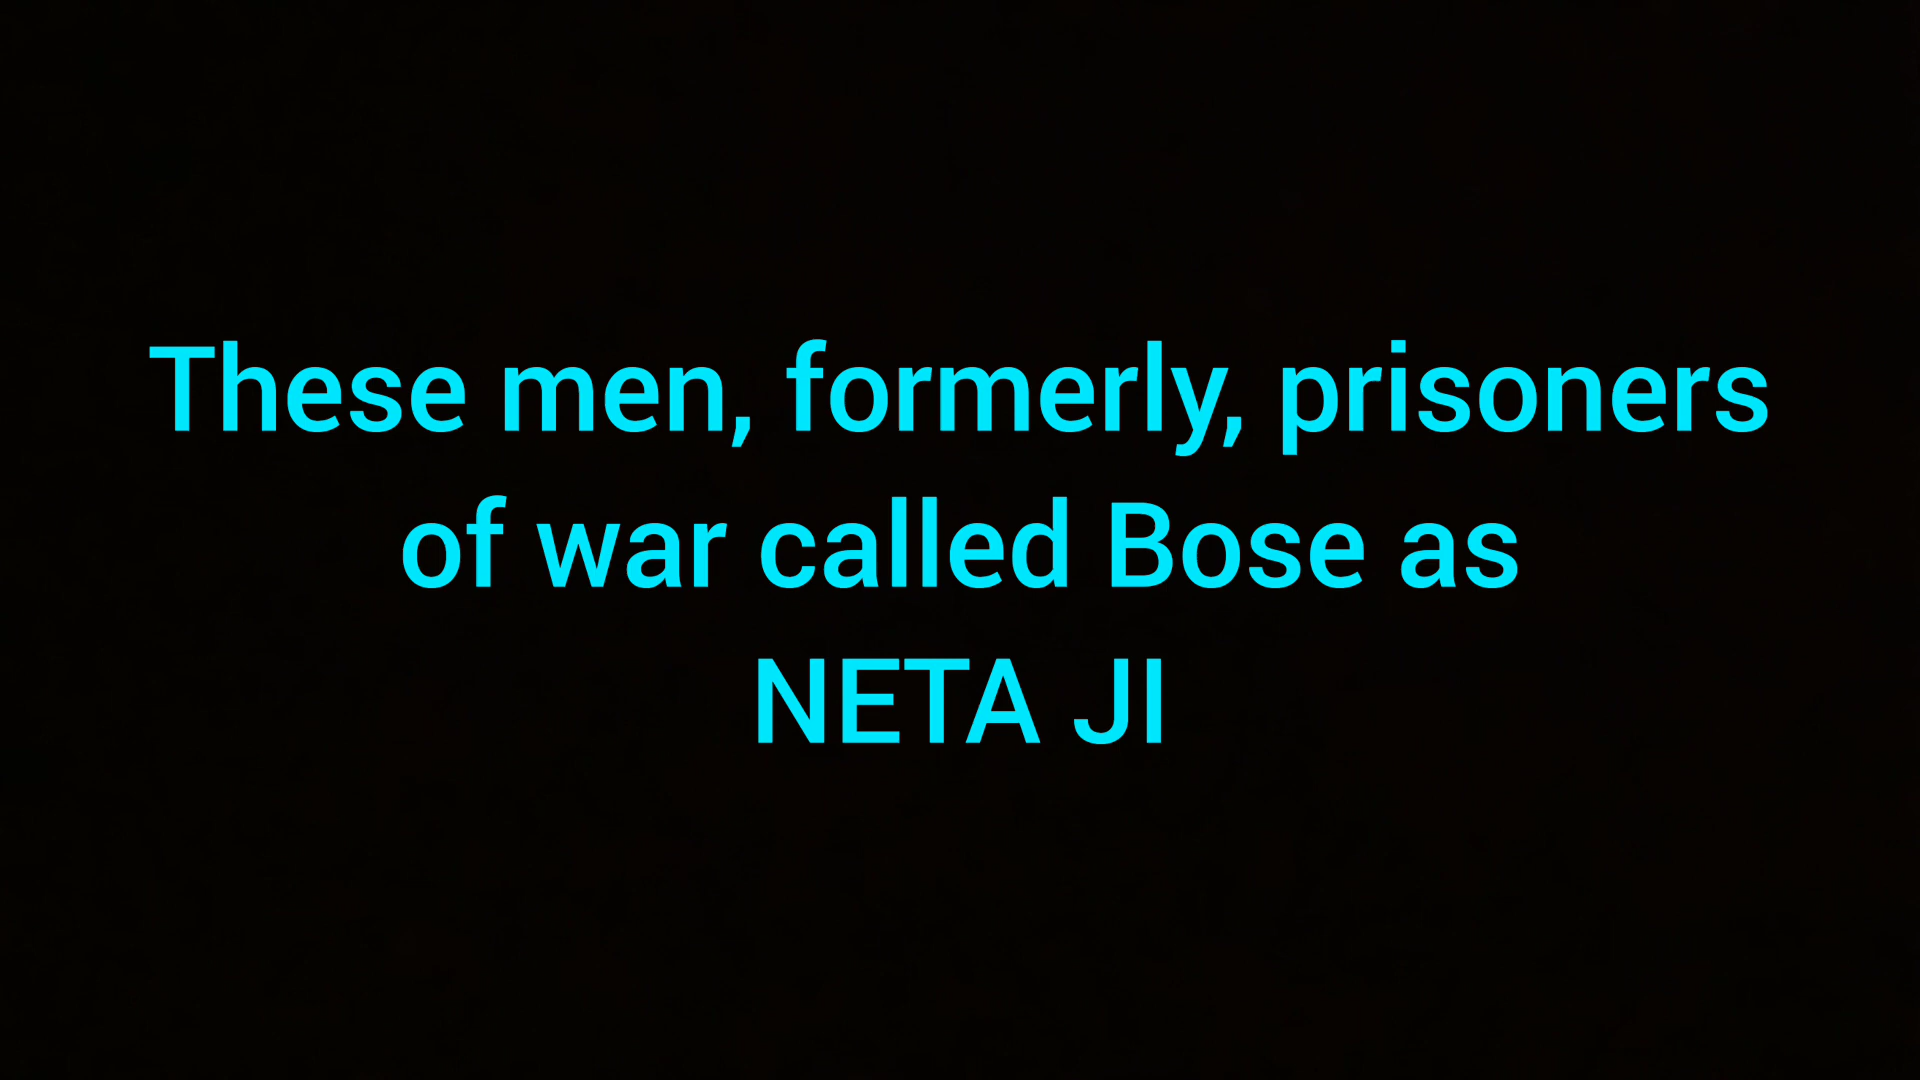 These men, formerly, prisoners
of war called Bose as
NETA JI